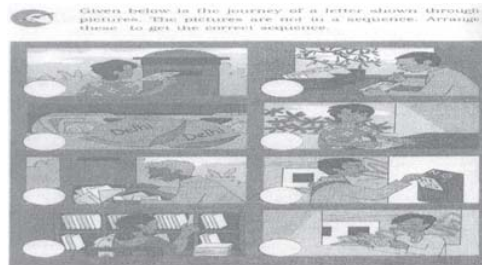 Given below is the journey of a letter shown through
pictures. The pictures are not in a sequence. Arrange
these to get the correct sequence.
Delhi Delhi